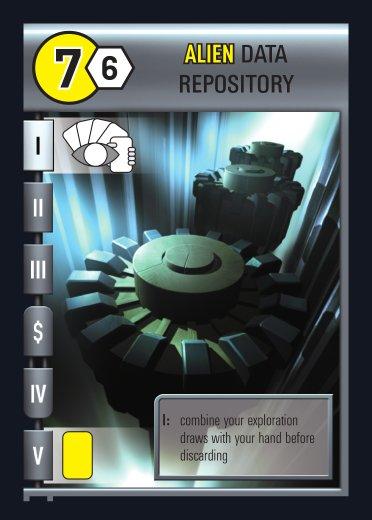 7 6
ALIEN DATA
REPOSITORY
I
II
III
$
IV
V
I: combine your exploration
draws with your hand before
discarding